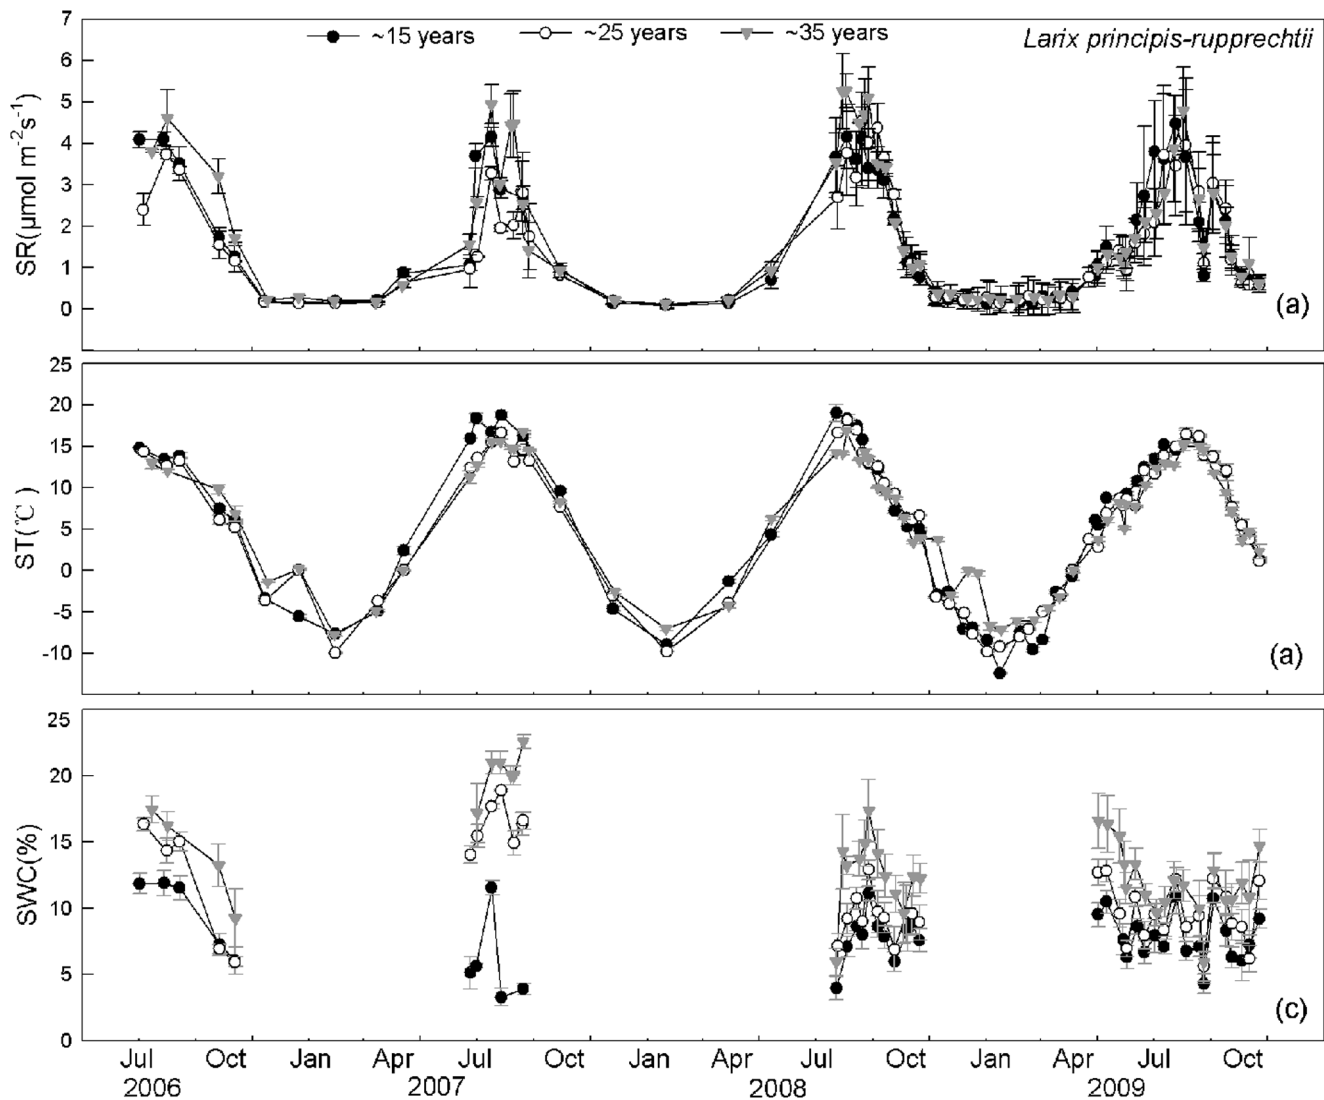 7
~15 years ~25 years ~35 years Larix principis-rupprechtii
6
5
4
3
2
1
0
SR(μmol m-2s-1)
(a)
25
20
15
10
5
0
-5
-10
ST(℃)
(a)
25
20
15
10
5
0
SWC(%)
(c)
Jul Oct Jan Apr Jul Oct Jan Apr Jul Oct Jan Apr Jul Oct
2006 2007 2008 2009